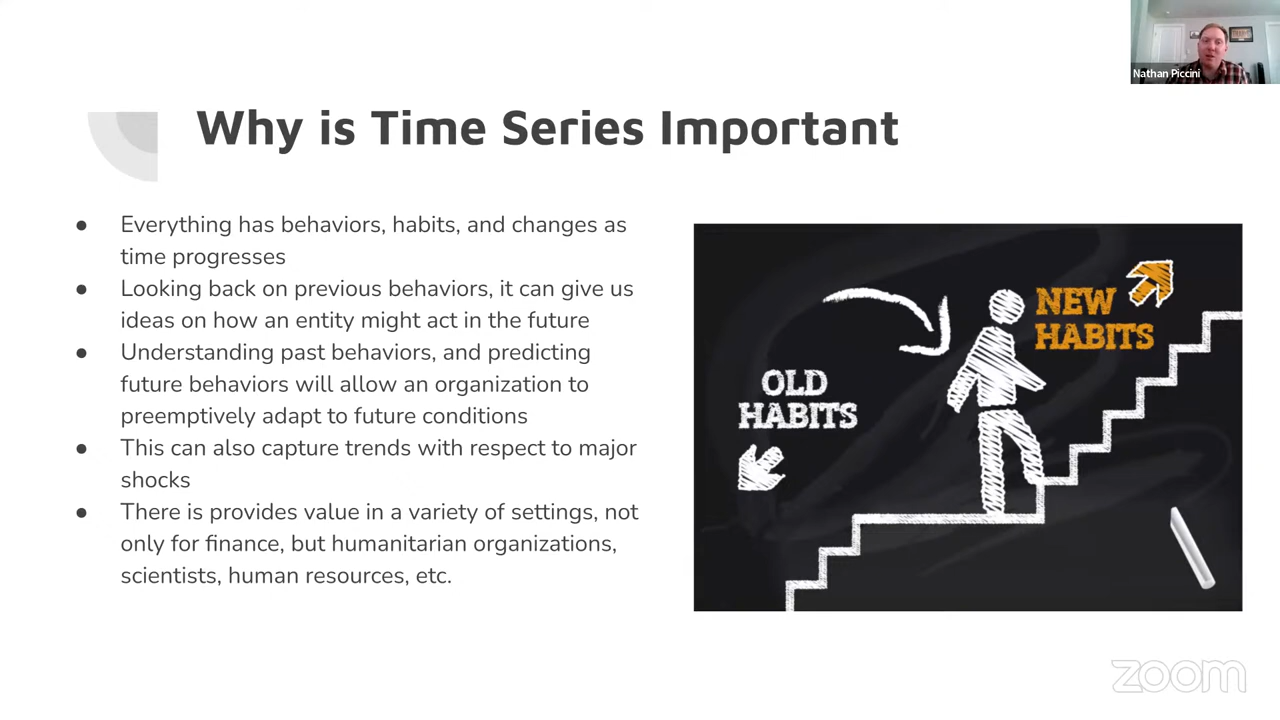 Nathan Piccini
Why is Time Series Important
● Everything has behaviors, habits, and changes as
time progresses
● Looking back on previous behaviors, it can give us
ideas on how an entity might act in the future
● Understanding past behaviors, and predicting
future behaviors will allow an organization to
preemptively adapt to future conditions
● This can also capture trends with respect to major
shocks
● There is provides value in a variety of settings, not
only for finance, but humanitarian organizations,
scientists, human resources, etc.
OLD
HABITS
NEW
HABITS
zoom